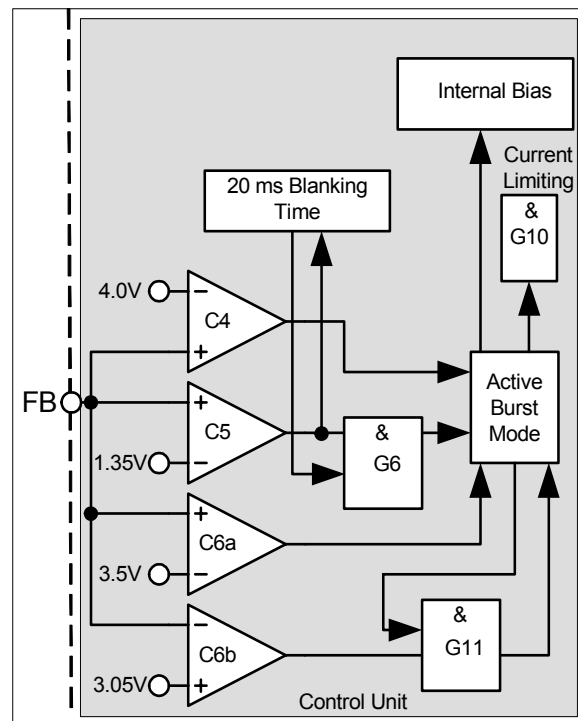 Internal Bias
Current
Limiting
20 ms Blanking
Time
&
G10
4.0V
−
C4
+
FB
+
C5
1.35V
−
&
G6
Active
Burst
Mode
+
C6a
3.5V
−
−
C6b
3.05V
+
&
G11
Control Unit